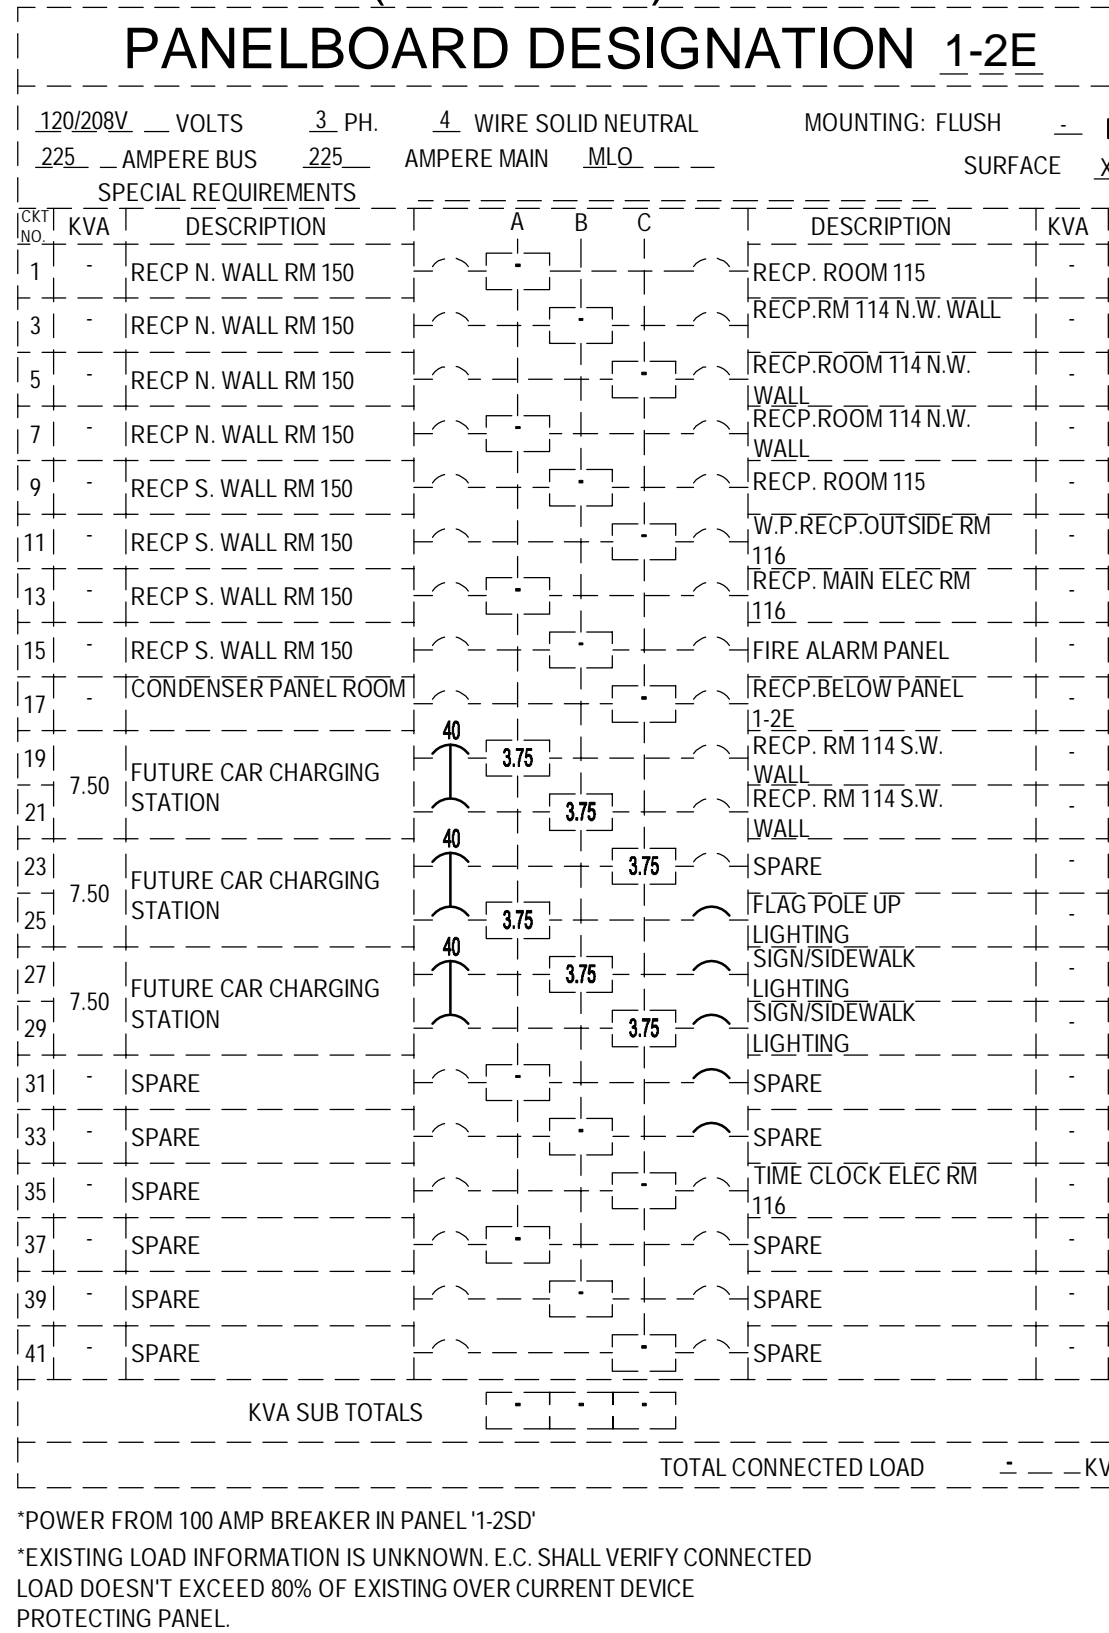 PANELBOARD DESIGNATION 1-2E
120/208V VOLTS 3 PH. 4 WIRE SOLID NEUTRAL MOUNTING: FLUSH -
225 AMPERE BUS 225 AMPERE MAIN MLO SURFACE X
SPECIAL REQUIREMENTS
CKT NO. KVA DESCRIPTION A B C DESCRIPTION KVA
1 - RECP N. WALL RM 150 - RECP. ROOM 115 -
3 - RECP N. WALL RM 150 - RECP.RM 114 N.W. WALL -
5 - RECP N. WALL RM 150 - RECP.ROOM 114 N.W. WALL -
7 - RECP N. WALL RM 150 - RECP.ROOM 114 N.W. WALL -
9 - RECP S. WALL RM 150 - RECP. ROOM 115 -
11 - RECP S. WALL RM 150 - W.P.RECP.OUTSIDE RM 116 -
13 - RECP S. WALL RM 150 - RECP. MAIN ELEC RM 116 -
15 - RECP S. WALL RM 150 - FIRE ALARM PANEL -
17 - CONDENSER PANEL ROOM - RECP.BELOW PANEL 1-2E -
19 7.50 FUTURE CAR CHARGING STATION 40 3.75 RECP. RM 114 S.W. WALL -
21 3.75 RECP. RM 114 S.W. WALL -
23 7.50 FUTURE CAR CHARGING STATION 40 3.75 SPARE -
25 3.75 FLAG POLE UP LIGHTING -
27 7.50 FUTURE CAR CHARGING STATION 40 3.75 SIGN/SIDEWALK LIGHTING -
29 3.75 SIGN/SIDEWALK LIGHTING -
31 - SPARE - SPARE -
33 - SPARE - SPARE -
35 - SPARE - TIME CLOCK ELEC RM 116 -
37 - SPARE - SPARE -
39 - SPARE - SPARE -
41 - SPARE - SPARE -
KVA SUB TOTALS - - -
TOTAL CONNECTED LOAD - KV
*POWER FROM 100 AMP BREAKER IN PANEL '1-2SD'
*EXISTING LOAD INFORMATION IS UNKNOWN. E.C. SHALL VERIFY CONNECTED
LOAD DOESN'T EXCEED 80% OF EXISTING OVER CURRENT DEVICE
PROTECTING PANEL.